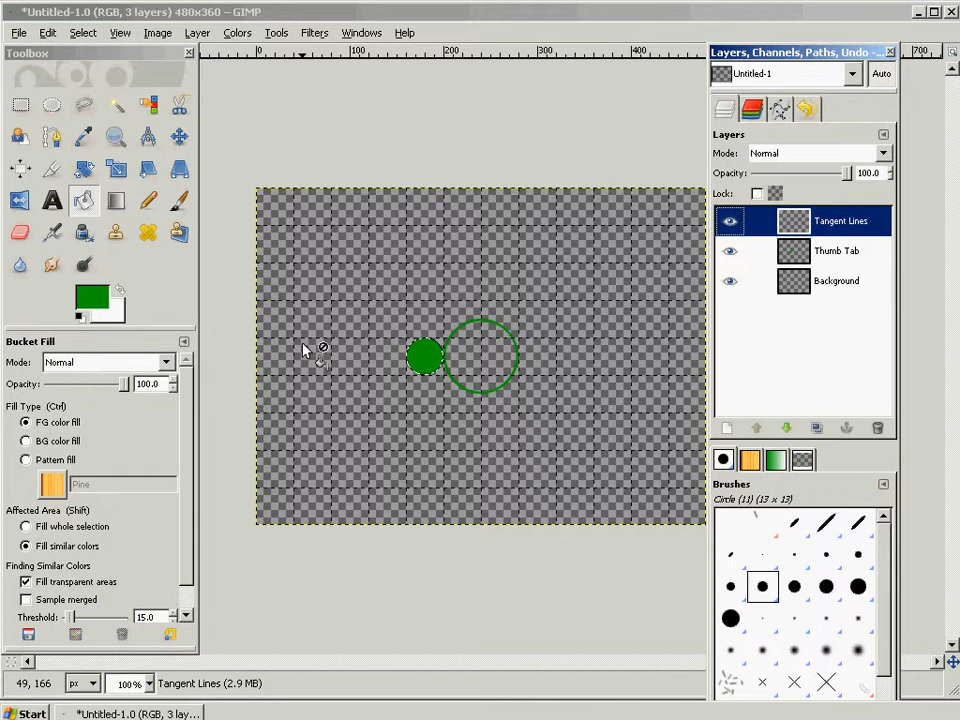 *Untitled-1.0 (RGB, 3 layers) 480x360 – GIMP
File Edit Select View Image Layer Colors Tools Filters Windows Help
Toolbox
0 100 200 300 400 700
Layers, Channels, Paths, Undo -...
Untitled-1 Auto
Layers
Mode: Normal
Opacity: 100.0
Lock:
Tangent Lines
Thumb Tab
Background
Bucket Fill
Mode: Normal
Opacity: 100.0
Fill Type (Ctrl)
FG color fill
BG color fill
Pattern fill
Pine
Affected Area (Shift)
Fill whole selection
Fill similar colors
Finding Similar Colors
Fill transparent areas
Sample merged
Threshold: 15.0
Brushes
Circle (11) (13 x 13)
49, 166 px 100% Tangent Lines (2.9 MB)
Start *Untitled-1.0 (RGB, 3 lay...